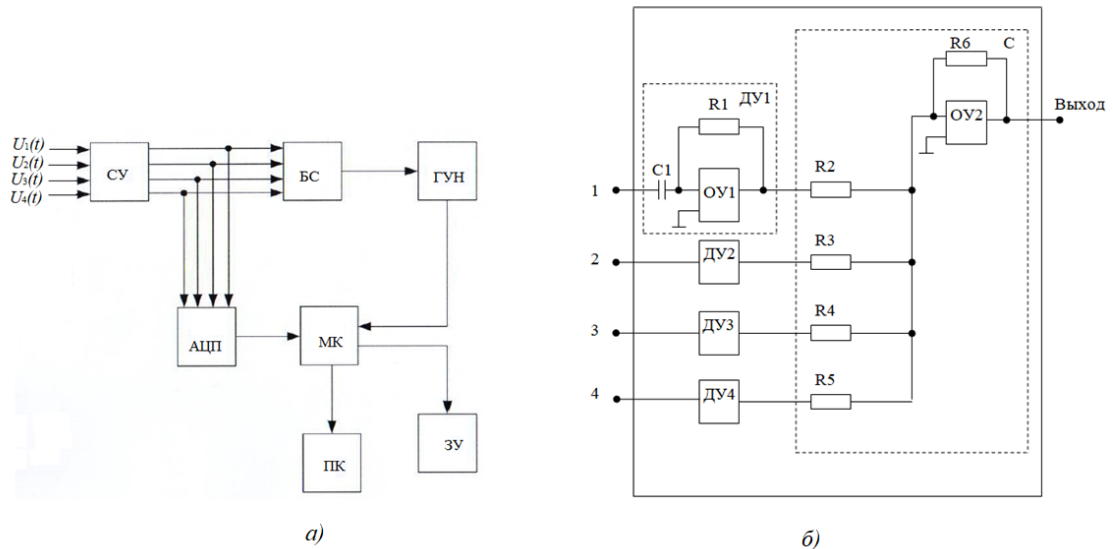 U1(t)
U2(t)
U3(t)
U4(t)
СУ
БС
ГУН
АЦП
МК
ПК
ЗУ
а)
R6
С
ОУ2
Выход
ДУ1
R1
C1
ОУ1
1
R2
2
ДУ2
R3
3
ДУ3
R4
4
ДУ4
R5
б)